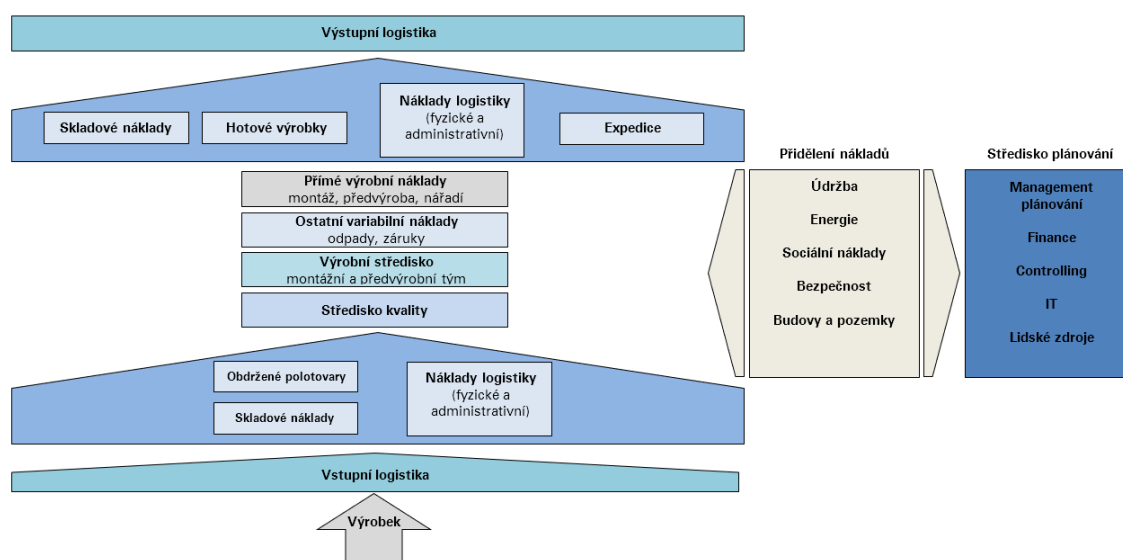 Výstupní logistika
Skladové náklady
Hotové výrobky
Náklady logistiky
(fyzické a
administrativní)
Expedice
Přímé výrobní náklady
montáž, předvýroba, nářadí
Ostatní variabilní náklady
odpady, záruky
Výrobní středisko
montážní a předvýrobní tým
Středisko kvality
Obdržené polotovary
Skladové náklady
Náklady logistiky
(fyzické a
administrativní)
Vstupní logistika
Výrobek
Přidělení nákladů
Údržba
Energie
Sociální náklady
Bezpečnost
Budovy a pozemky
Středisko plánování
Management
plánování
Finance
Controlling
IT
Lidské zdroje